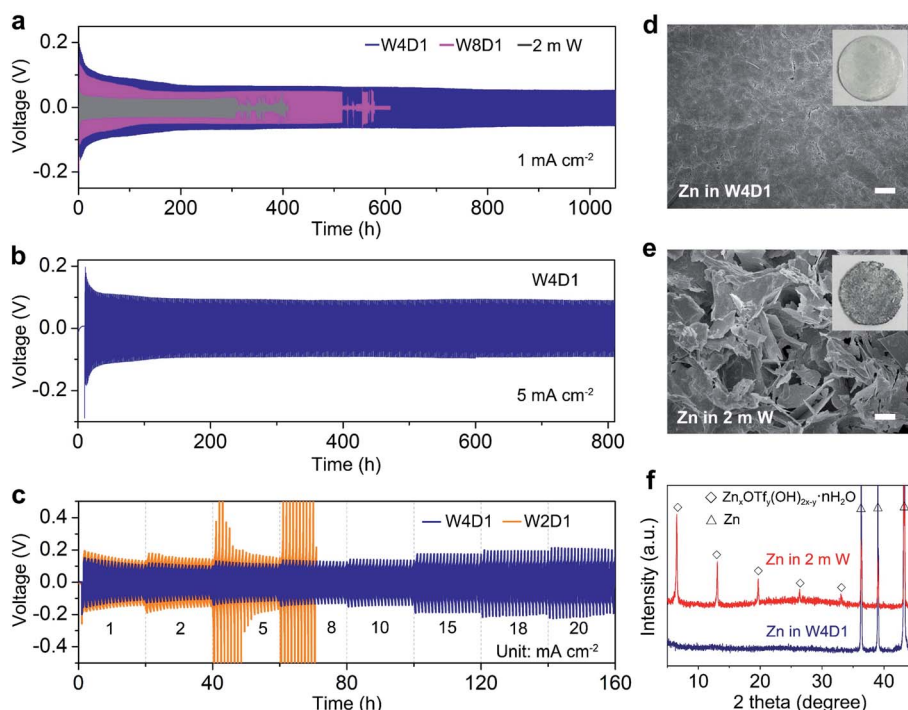 a
0.2
0.0
-0.2
Voltage (V)
W4D1
W8D1
2 m W
1 mA cm⁻²
0
200
400
600
800
1000
Time (h)
b
0.2
0.0
-0.2
Voltage (V)
W4D1
5 mA cm⁻²
0
200
400
600
800
Time (h)
c
0.4
0.2
0.0
-0.2
-0.4
Voltage (V)
W4D1
W2D1
1
2
5
8
10
15
18
20
Unit: mA cm⁻²
0
20
40
60
80
100
120
140
160
Time (h)
d
Zn in W4D1
e
Zn in 2 m W
f
ZnₓOTfᵧ(OH)₂ₓ₋ᵧ·nH₂O
Zn
Zn in 2 m W
Zn in W4D1
Intensity (a.u.)
10
20
30
40
2 theta (degree)